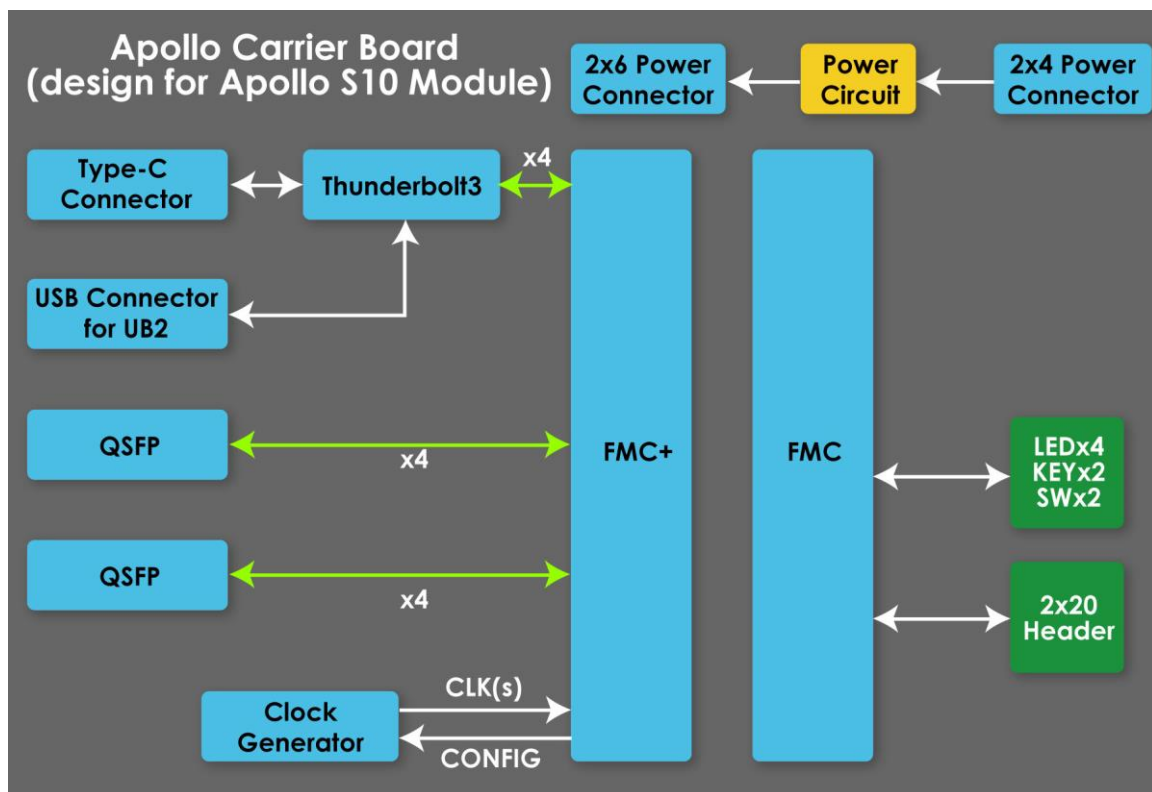 Apollo Carrier Board
(design for Apollo S10 Module)
2x6 Power
Connector
Power
Circuit
2x4 Power
Connector
Type-C
Connector
Thunderbolt3
x4
USB Connector
for UB2
QSFP
x4
FMC+
FMC
LEDx4
KEYx2
SWx2
QSFP
x4
2x20
Header
Clock
Generator
CLK(s)
CONFIG